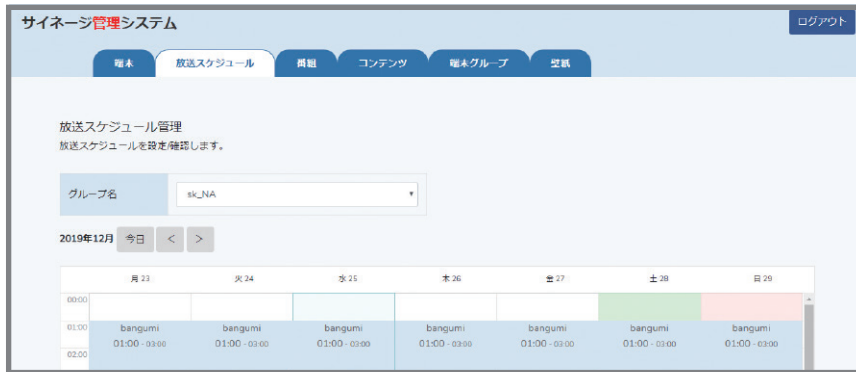 サイネージ管理システム
ログアウト
端末 放送スケジュール 番組 コンテンツ 端末グループ 壁紙
放送スケジュール管理
放送スケジュールを設定/確認します。
グループ名 sk_NA
2019年12月 今日 < >
月 23 火 24 水 25 木 26 金 27 土 28 日 29
00:00
01:00 bangumi bangumi bangumi bangumi bangumi bangumi bangumi
01:00 - 03:00 01:00 - 03:00 01:00 - 03:00 01:00 - 03:00 01:00 - 03:00 01:00 - 03:00 01:00 - 03:00
02:00